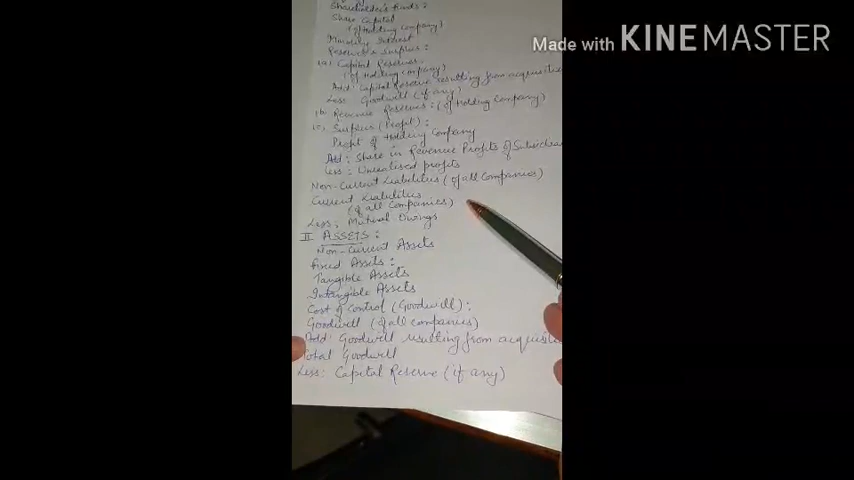 Shareholder's funds:
Share Capital
(of Holding Company)
Minority Interest
Reserves & Surplus:
(a) Capital Reserves.
(of Holding Company)
Add: Capital Reserve resulting from acquisitio
Less Goodwill (if any)
(b) Revenue Reserves: (of Holding Company)
(c) Surplus (Profit):
Profit of Holding Company
Add: Share in Revenue Profits of Subsidiar
Less: Unrealised profits
Non-Current Liabilities (of all Companies)
Current Liabilities
(of all Companies)
Less: Mutual Owings
II ASSETS:
Non-Current Assets
Fixed Assets:
Tangible Assets
Intangible Assets
Cost of Control (Goodwill):
Goodwill (of all companies)
Add: Goodwill resulting from acquisitio
Total Goodwill
Less: Capital Reserve (if any)
Made with KINEMASTER